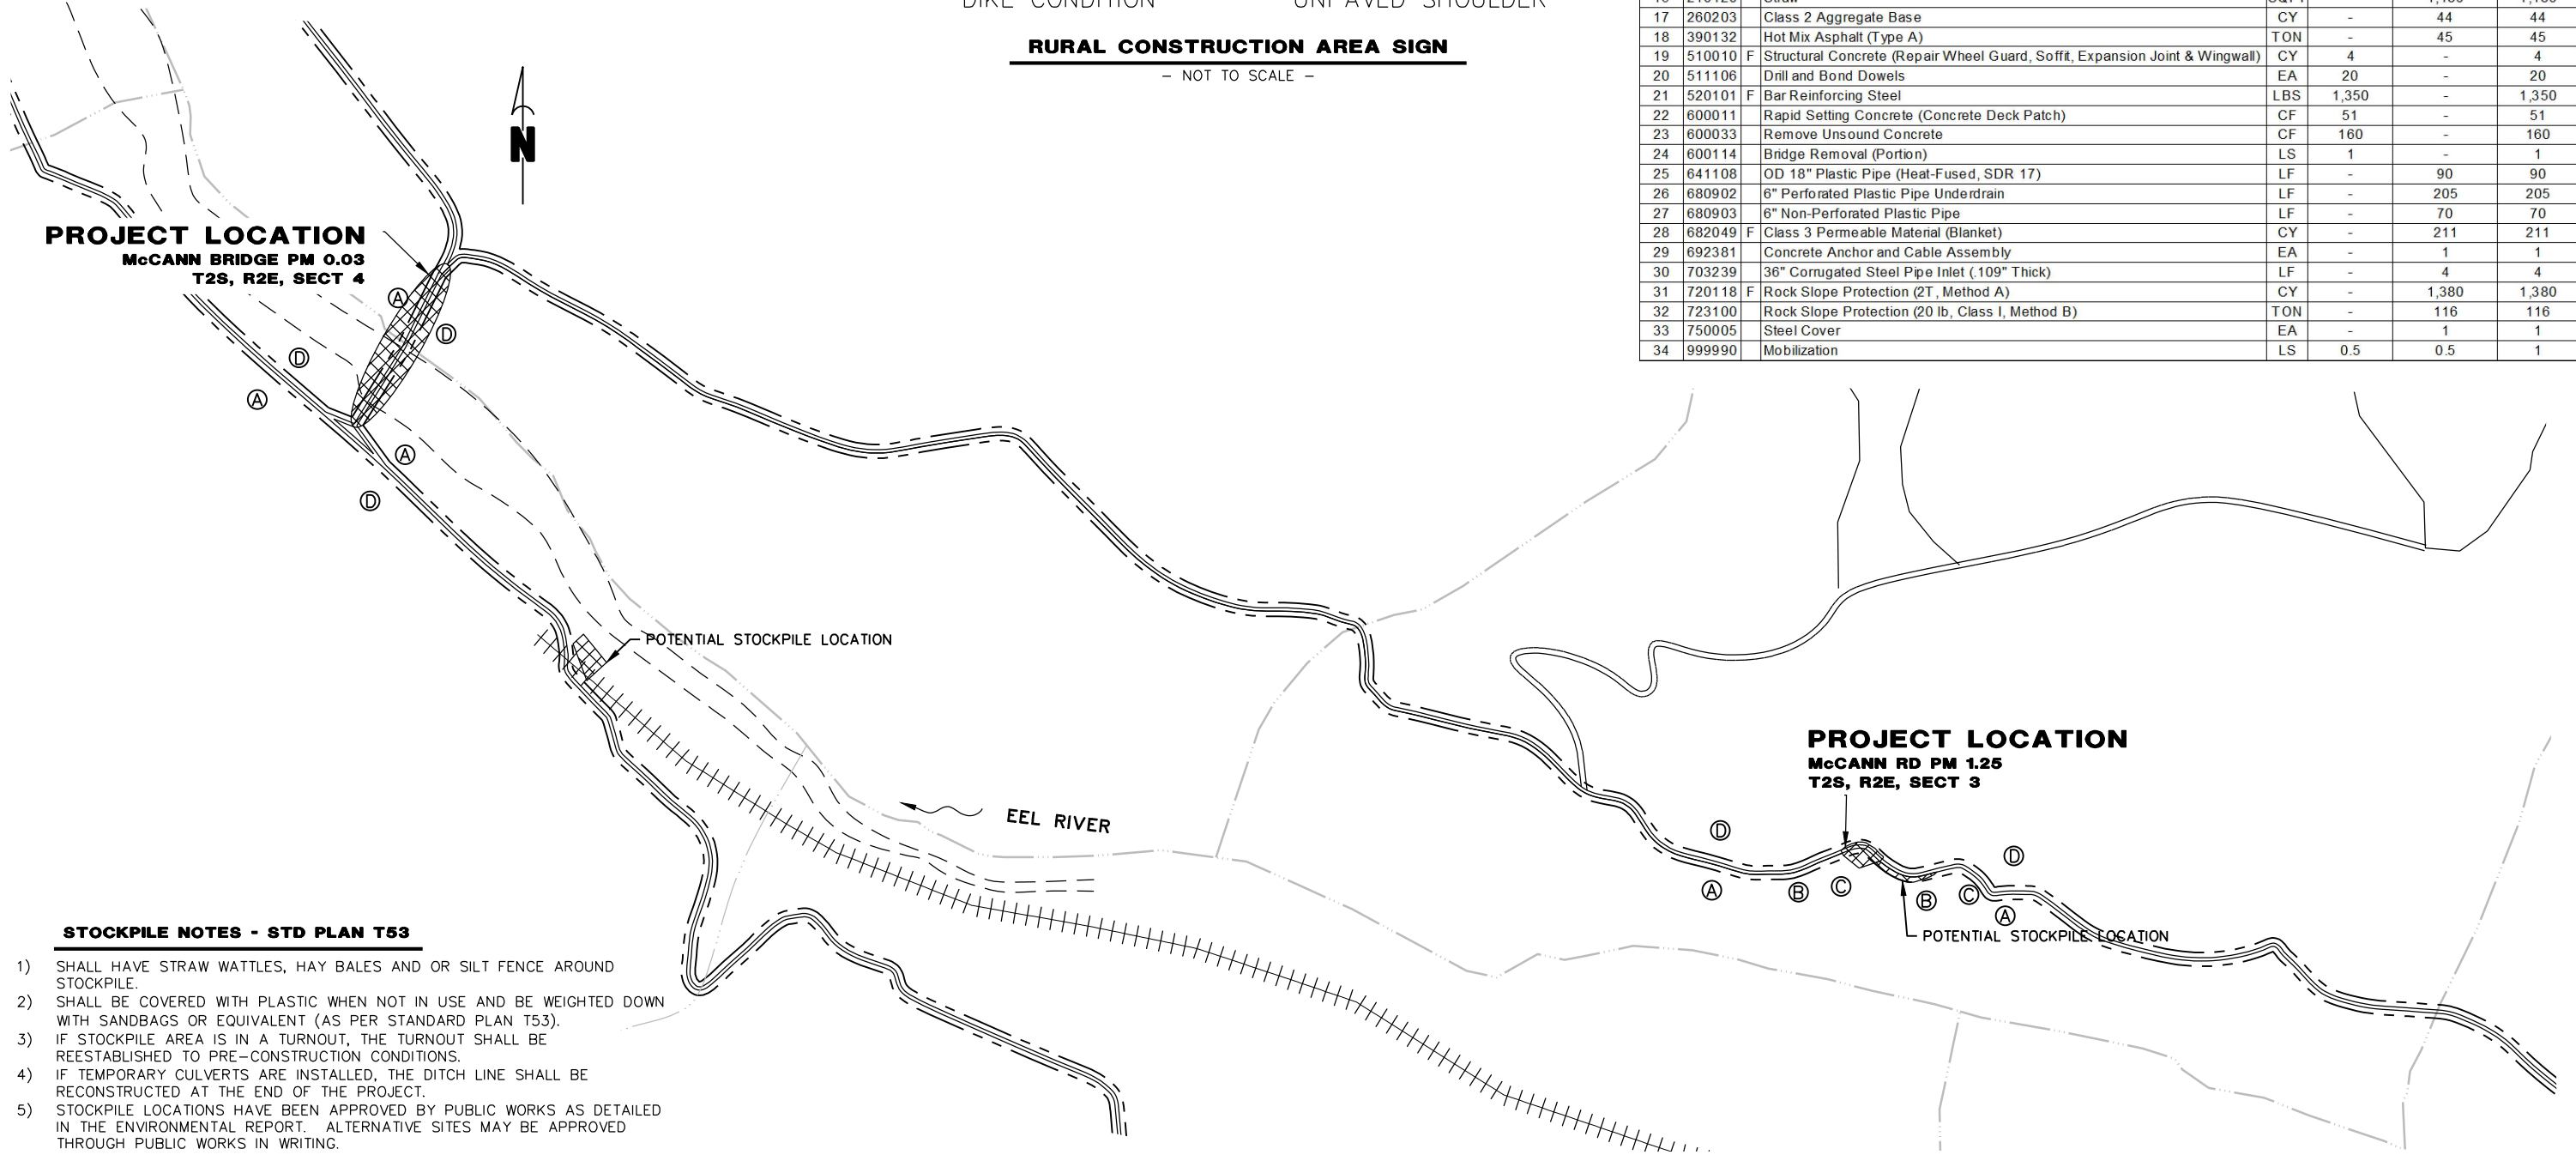 DIKE CONDITION
UNPAVED SHOULDER
RURAL CONSTRUCTION AREA SIGN
– NOT TO SCALE –
N
17 260203 Class 2 Aggregate Base CY - 44 44
18 390132 Hot Mix Asphalt (Type A) TON - 45 45
19 510010 F Structural Concrete (Repair Wheel Guard, Soffit, Expansion Joint & Wingwall) CY 4 - 4
20 511106 Drill and Bond Dowels EA 20 - 20
21 520101 F Bar Reinforcing Steel LBS 1,350 - 1,350
22 600011 Rapid Setting Concrete (Concrete Deck Patch) CF 51 - 51
23 600033 Remove Unsound Concrete CF 160 - 160
24 600114 Bridge Removal (Portion) LS 1 - 1
25 641108 OD 18" Plastic Pipe (Heat-Fused, SDR 17) LF - 90 90
26 680902 6" Perforated Plastic Pipe Underdrain LF - 205 205
27 680903 6" Non-Perforated Plastic Pipe LF - 70 70
28 682049 F Class 3 Permeable Material (Blanket) CY - 211 211
29 692381 Concrete Anchor and Cable Assembly EA - 1 1
30 703239 36" Corrugated Steel Pipe Inlet (.109" Thick) LF - 4 4
31 720118 F Rock Slope Protection (2T, Method A) CY - 1,380 1,380
32 723100 Rock Slope Protection (20 lb, Class I, Method B) TON - 116 116
33 750005 Steel Cover EA - 1 1
34 999990 Mobilization LS 0.5 0.5 1
PROJECT LOCATION
McCANN BRIDGE PM 0.03
T2S, R2E, SECT 4
A
D
D
A
A
D
POTENTIAL STOCKPILE LOCATION
EEL RIVER
PROJECT LOCATION
McCANN RD PM 1.25
T2S, R2E, SECT 3
D
D
A
B
C
B
C
A
POTENTIAL STOCKPILE LOCATION
STOCKPILE NOTES - STD PLAN T53
1) SHALL HAVE STRAW WATTLES, HAY BALES AND OR SILT FENCE AROUND
STOCKPILE.
2) SHALL BE COVERED WITH PLASTIC WHEN NOT IN USE AND BE WEIGHTED DOWN
WITH SANDBAGS OR EQUIVALENT (AS PER STANDARD PLAN T53).
3) IF STOCKPILE AREA IS IN A TURNOUT, THE TURNOUT SHALL BE
REESTABLISHED TO PRE–CONSTRUCTION CONDITIONS.
4) IF TEMPORARY CULVERTS ARE INSTALLED, THE DITCH LINE SHALL BE
RECONSTRUCTED AT THE END OF THE PROJECT.
5) STOCKPILE LOCATIONS HAVE BEEN APPROVED BY PUBLIC WORKS AS DETAILED
IN THE ENVIRONMENTAL REPORT. ALTERNATIVE SITES MAY BE APPROVED
THROUGH PUBLIC WORKS IN WRITING.